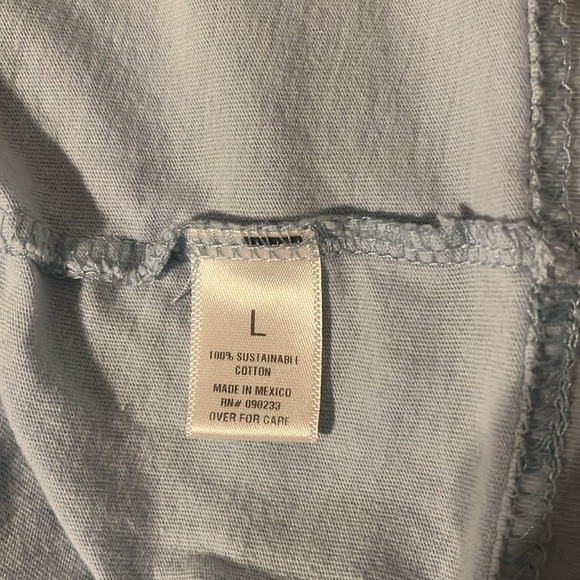 L
100% SUSTAINABLE
COTTON
MADE IN MEXICO
RN# 090233
OVER FOR CARE